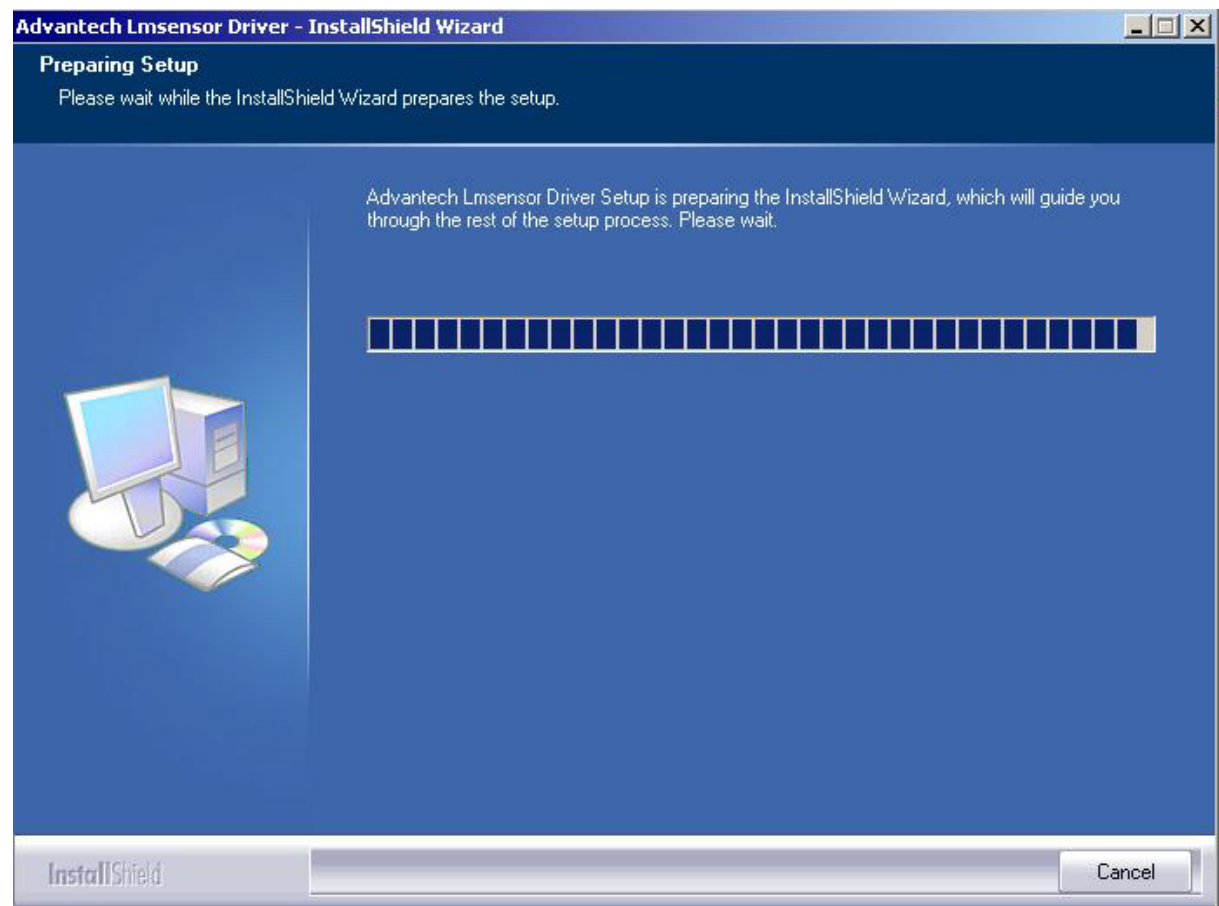 Advantech Lmsensor Driver - InstallShield Wizard
Preparing Setup
Please wait while the InstallShield Wizard prepares the setup.
Advantech Lmsensor Driver Setup is preparing the InstallShield Wizard, which will guide you
through the rest of the setup process. Please wait.
InstallShield
Cancel